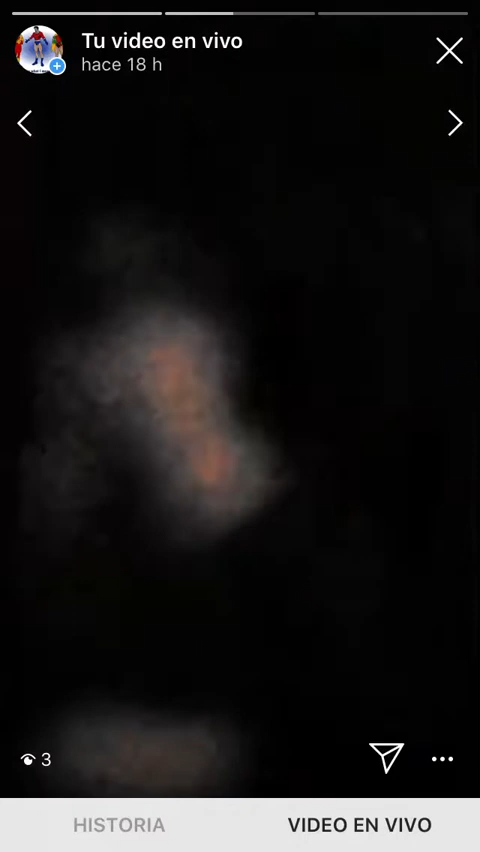 Tu video en vivo
hace 18 h
3
HISTORIA
VIDEO EN VIVO